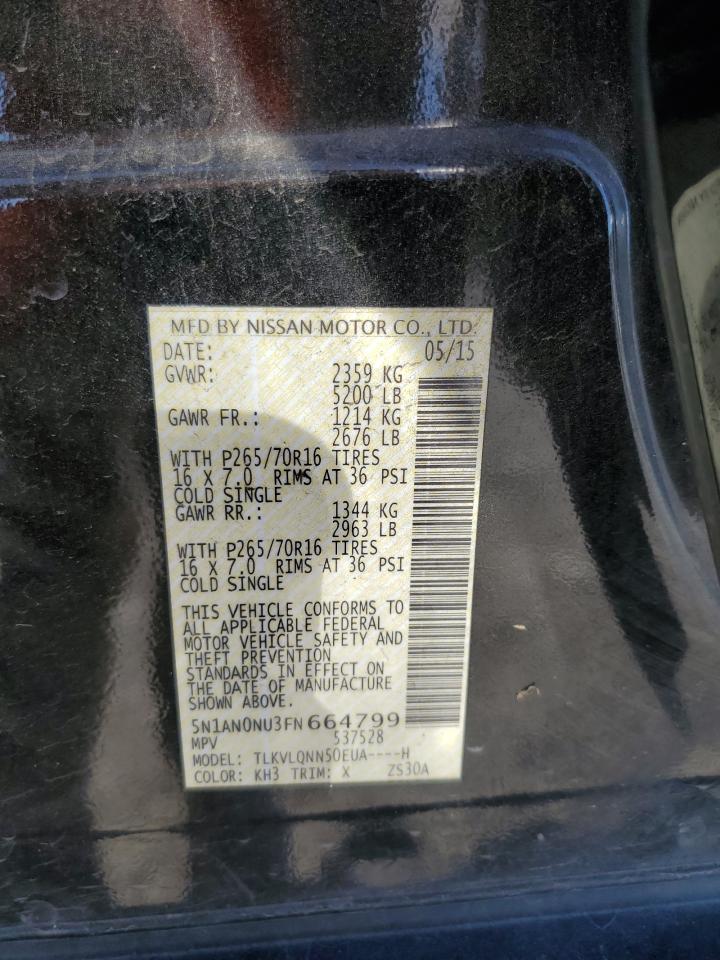 MFD BY NISSAN MOTOR CO., LTD.
DATE: 05/15
GVWR: 2359 KG
5200 LB
GAWR FR.: 1214 KG
2676 LB
WITH P265/70R16 TIRES
16 X 7.0 RIMS AT 36 PSI
COLD SINGLE
GAWR RR.: 1344 KG
2963 LB
WITH P265/70R16 TIRES
16 X 7.0 RIMS AT 36 PSI
COLD SINGLE
THIS VEHICLE CONFORMS TO
ALL APPLICABLE FEDERAL
MOTOR VEHICLE SAFETY AND
THEFT PREVENTION
STANDARDS IN EFFECT ON
THE DATE OF MANUFACTURE
SHOWN ABOVE.
5N1AN0NU3FN664799
MPV 537528
MODEL: TLKVLQNN50EUA----H
COLOR: KH3 TRIM: X ZS30A